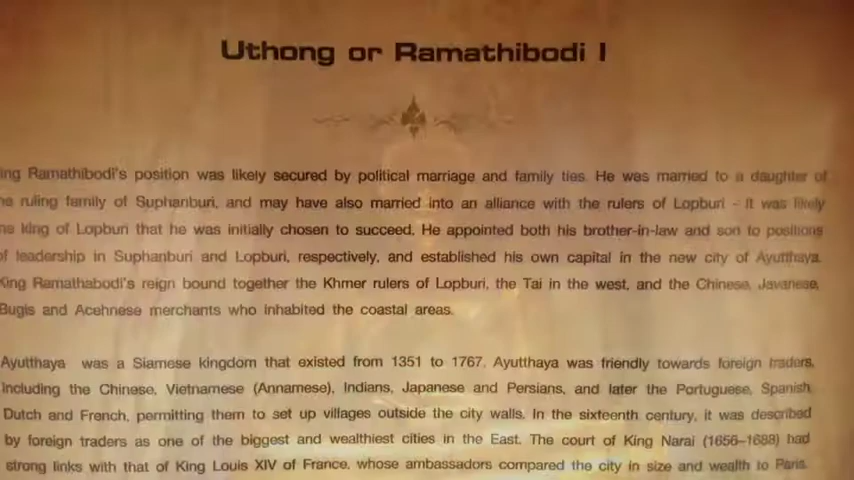 Uthong or Ramathibodi I
ing Ramathibodi's position was likely secured by political marriage and family ties. He was married to a daughter of
he ruling family of Suphanburi, and may have also married into an alliance with the rulers of Lopburi - it was likely
he king of Lopburi that he was initially chosen to succeed. He appointed both his brother-in-law and son to positions
of leadership in Suphanburi and Lopburi, respectively, and established his own capital in the new city of Ayutthaya.
King Ramathabodi's reign bound together the Khmer rulers of Lopburi, the Tai in the west, and the Chinese, Javanese,
Bugis and Acehnese merchants who inhabited the coastal areas.
Ayutthaya was a Siamese kingdom that existed from 1351 to 1767. Ayutthaya was friendly towards foreign traders,
including the Chinese, Vietnamese (Annamese), Indians, Japanese and Persians, and later the Portuguese, Spanish,
Dutch and French, permitting them to set up villages outside the city walls. In the sixteenth century, it was described
by foreign traders as one of the biggest and wealthiest cities in the East. The court of King Narai (1656–1688) had
strong links with that of King Louis XIV of France, whose ambassadors compared the city in size and wealth to Paris.